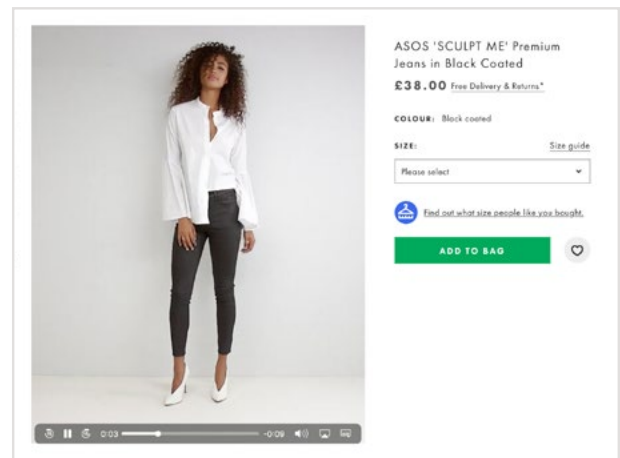 ASOS 'SCULPT ME' Premium
Jeans in Black Coated
£38.00 Free Delivery & Returns*
COLOUR: Black coated
SIZE: Size guide
Please select
Find out what size people like you bought.
ADD TO BAG
0:03 -0:09